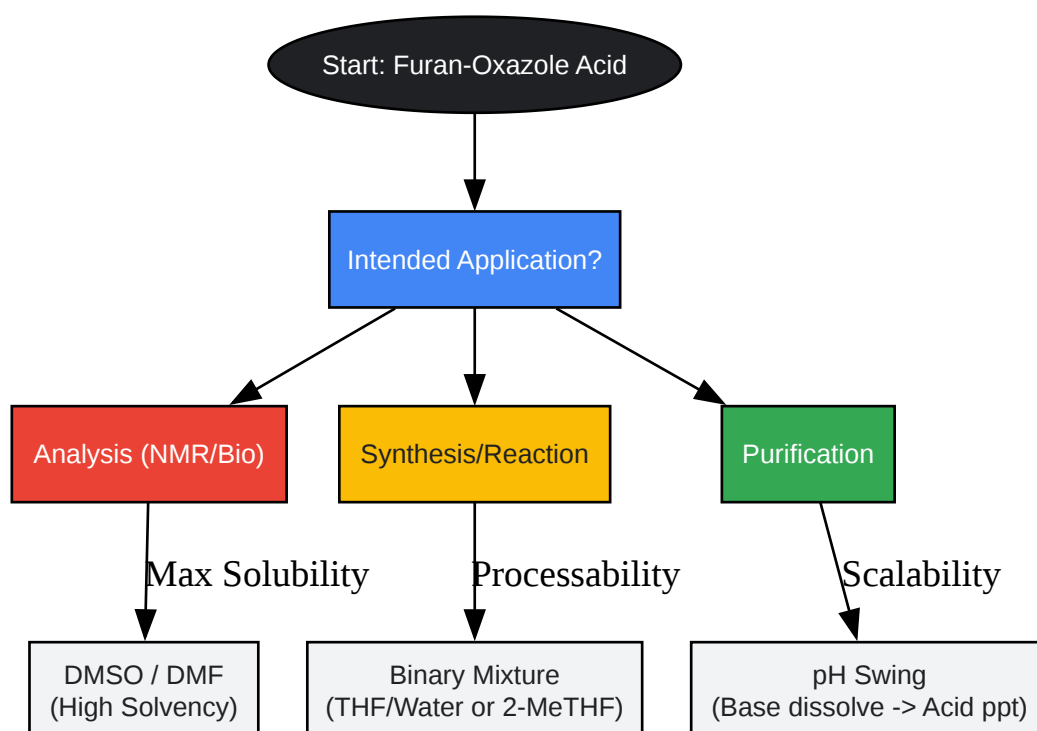 Start: Furan-Oxazole Acid
Intended Application?
Analysis (NMR/Bio)
Synthesis/Reaction
Purification
Max Solubility
Processability
Scalability
DMSO / DMF
(High Solvency)
Binary Mixture
(THF/Water or 2-MeTHF)
pH Swing
(Base dissolve -> Acid ppt)